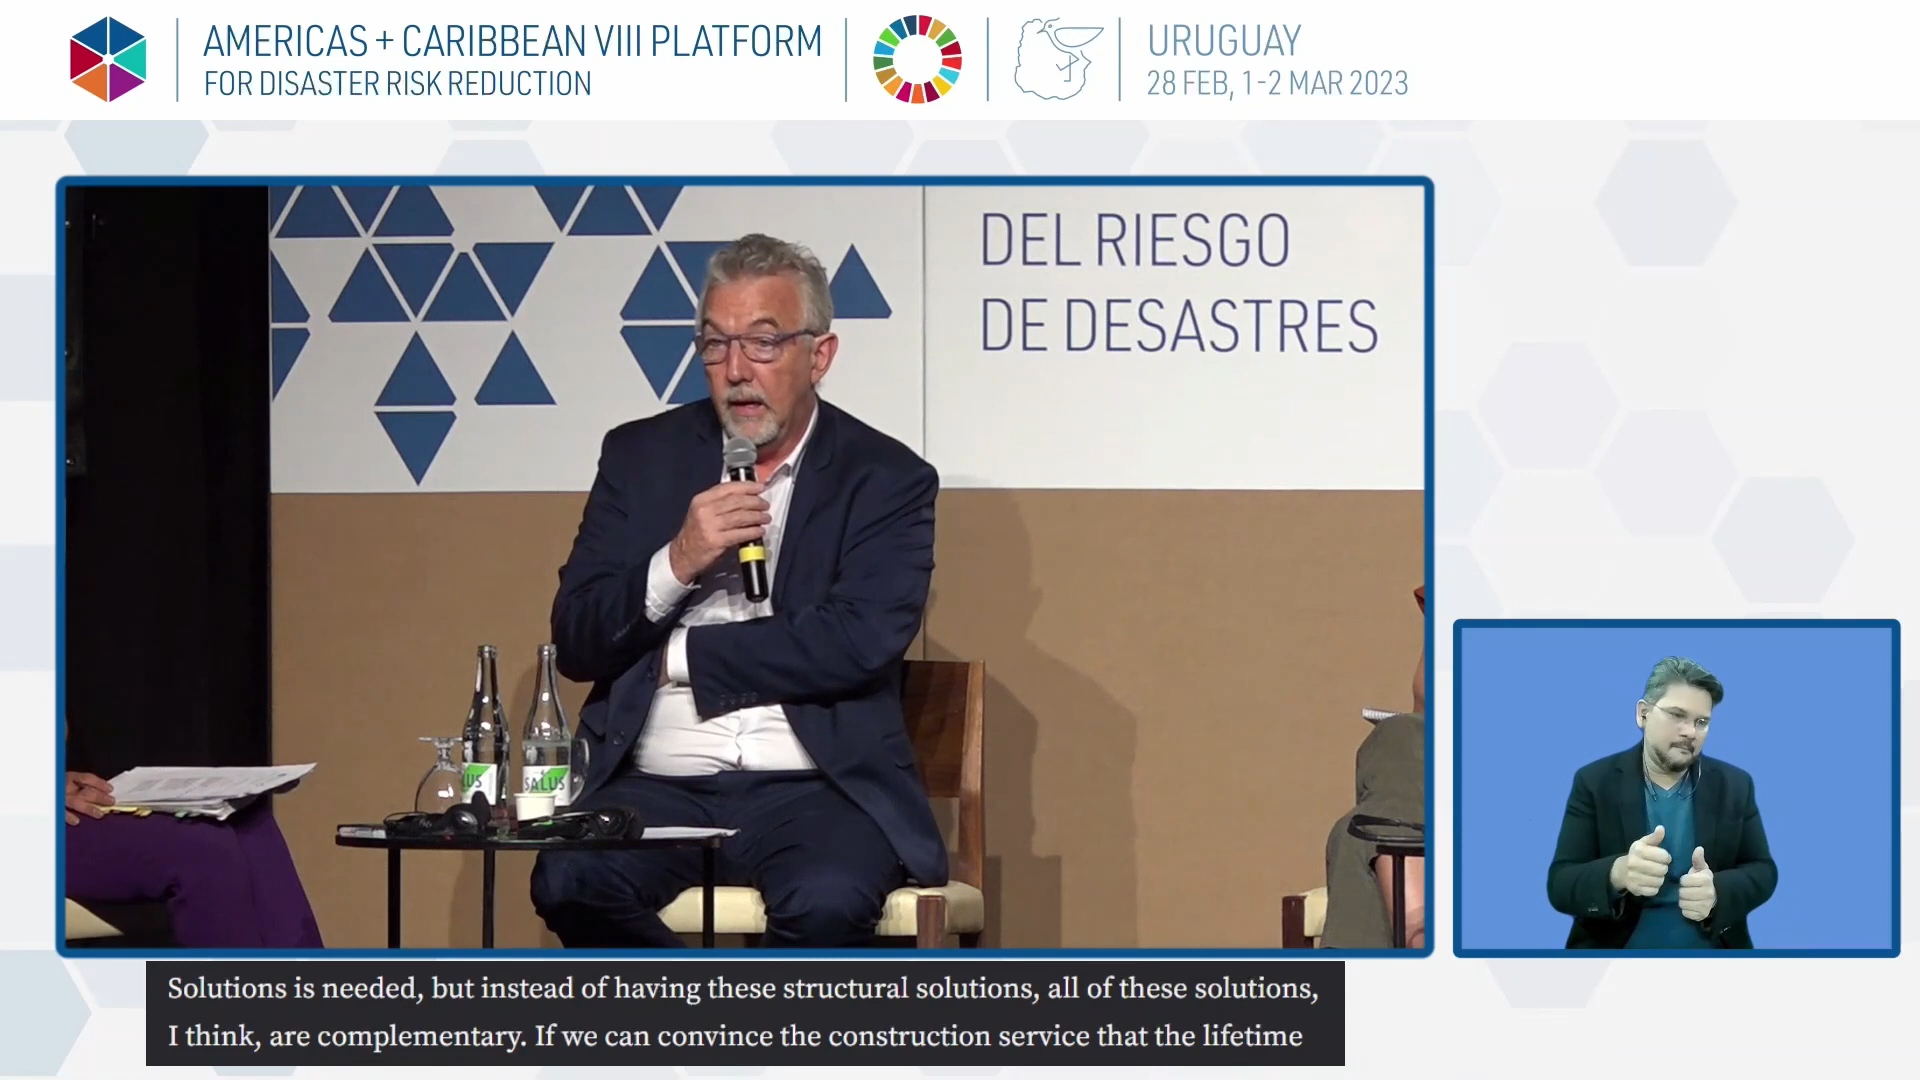 AMERICAS + CARIBBEAN VIII PLATFORM
FOR DISASTER RISK REDUCTION
URUGUAY
28 FEB, 1-2 MAR 2023
DEL RIESGO
DE DESASTRES
LUS
SALUS
Solutions is needed, but instead of having these structural solutions, all of these solutions,
I think, are complementary. If we can convince the construction service that the lifetime